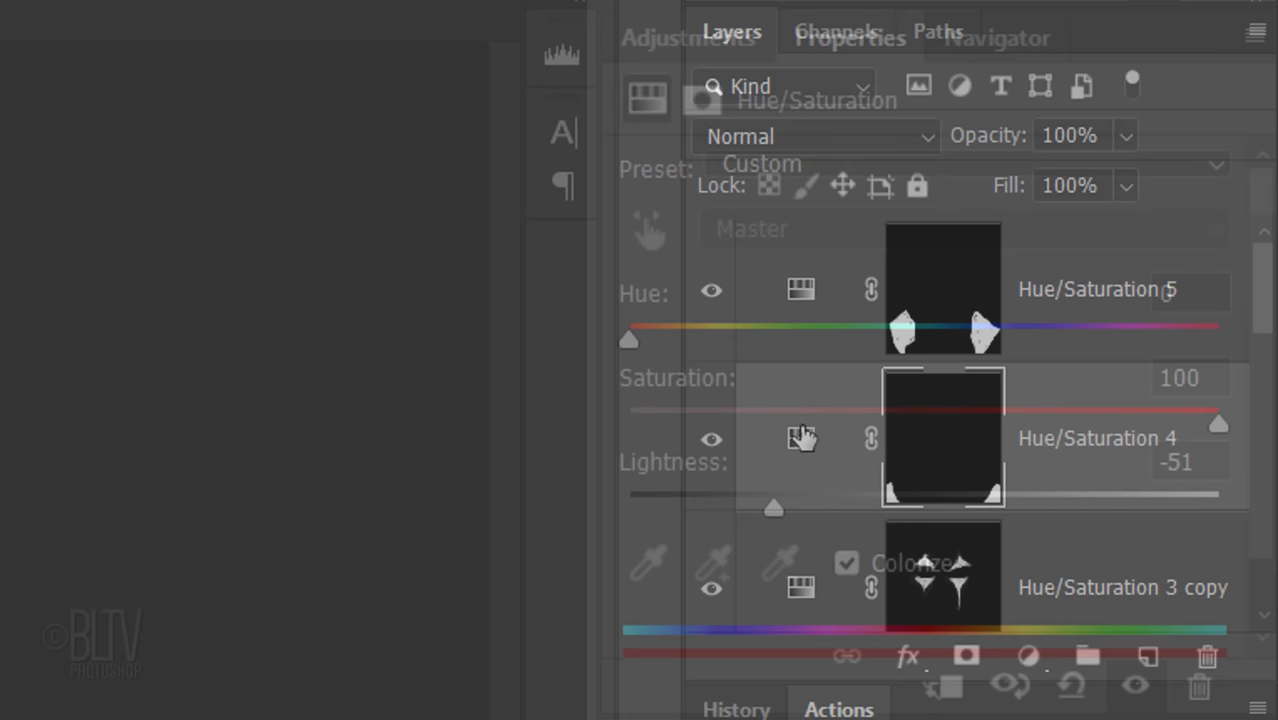 Layers Channels Paths
Adjustments Properties Navigator
Kind
Hue/Saturation
Normal Opacity: 100%
Preset: Custom
Lock: Fill: 100%
Master
Hue: Hue/Saturation 5 0
Saturation: 100
Hue/Saturation 4
Lightness: -51
Colorize
Hue/Saturation 3 copy
©BLTV
PHOTOSHOP
fx
History Actions